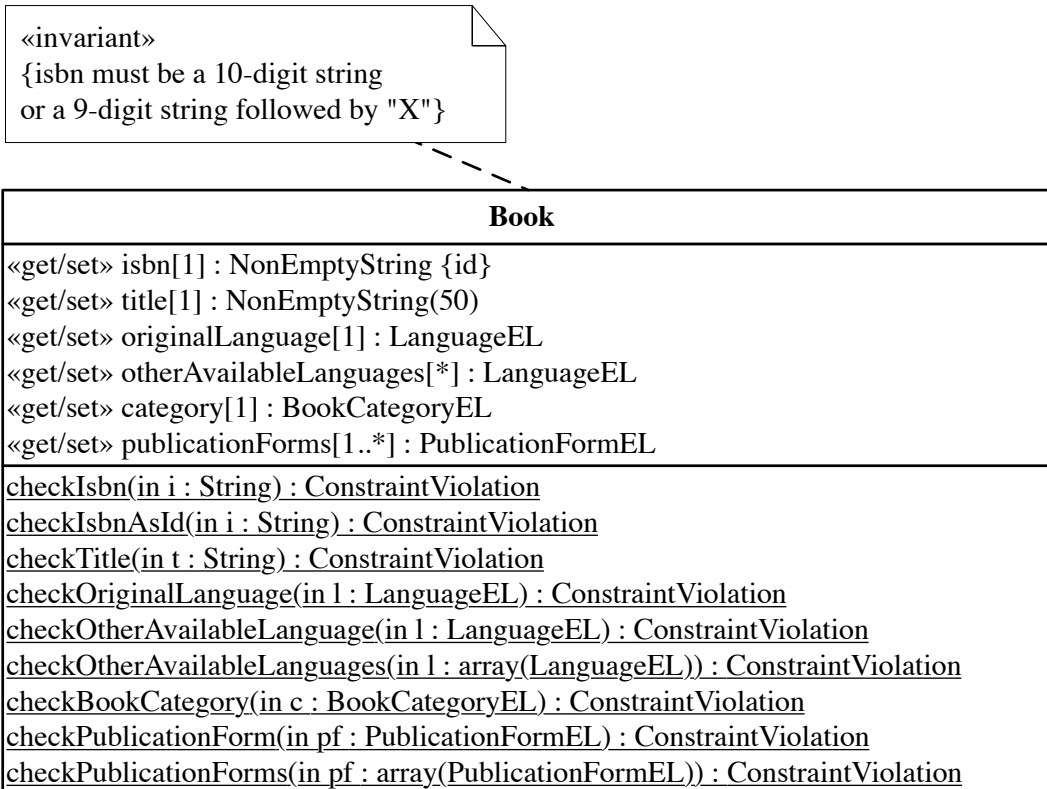 «invariant»
{isbn must be a 10-digit string
or a 9-digit string followed by "X"}
Book
«get/set» isbn[1] : NonEmptyString {id}
«get/set» title[1] : NonEmptyString(50)
«get/set» originalLanguage[1] : LanguageEL
«get/set» otherAvailableLanguages[*] : LanguageEL
«get/set» category[1] : BookCategoryEL
«get/set» publicationForms[1..*] : PublicationFormEL
checkIsbn(in i : String) : ConstraintViolation
checkIsbnAsId(in i : String) : ConstraintViolation
checkTitle(in t : String) : ConstraintViolation
checkOriginalLanguage(in l : LanguageEL) : ConstraintViolation
checkOtherAvailableLanguage(in l : LanguageEL) : ConstraintViolation
checkOtherAvailableLanguages(in l : array(LanguageEL)) : ConstraintViolation
checkBookCategory(in c : BookCategoryEL) : ConstraintViolation
checkPublicationForm(in pf : PublicationFormEL) : ConstraintViolation
checkPublicationForms(in pf : array(PublicationFormEL)) : ConstraintViolation